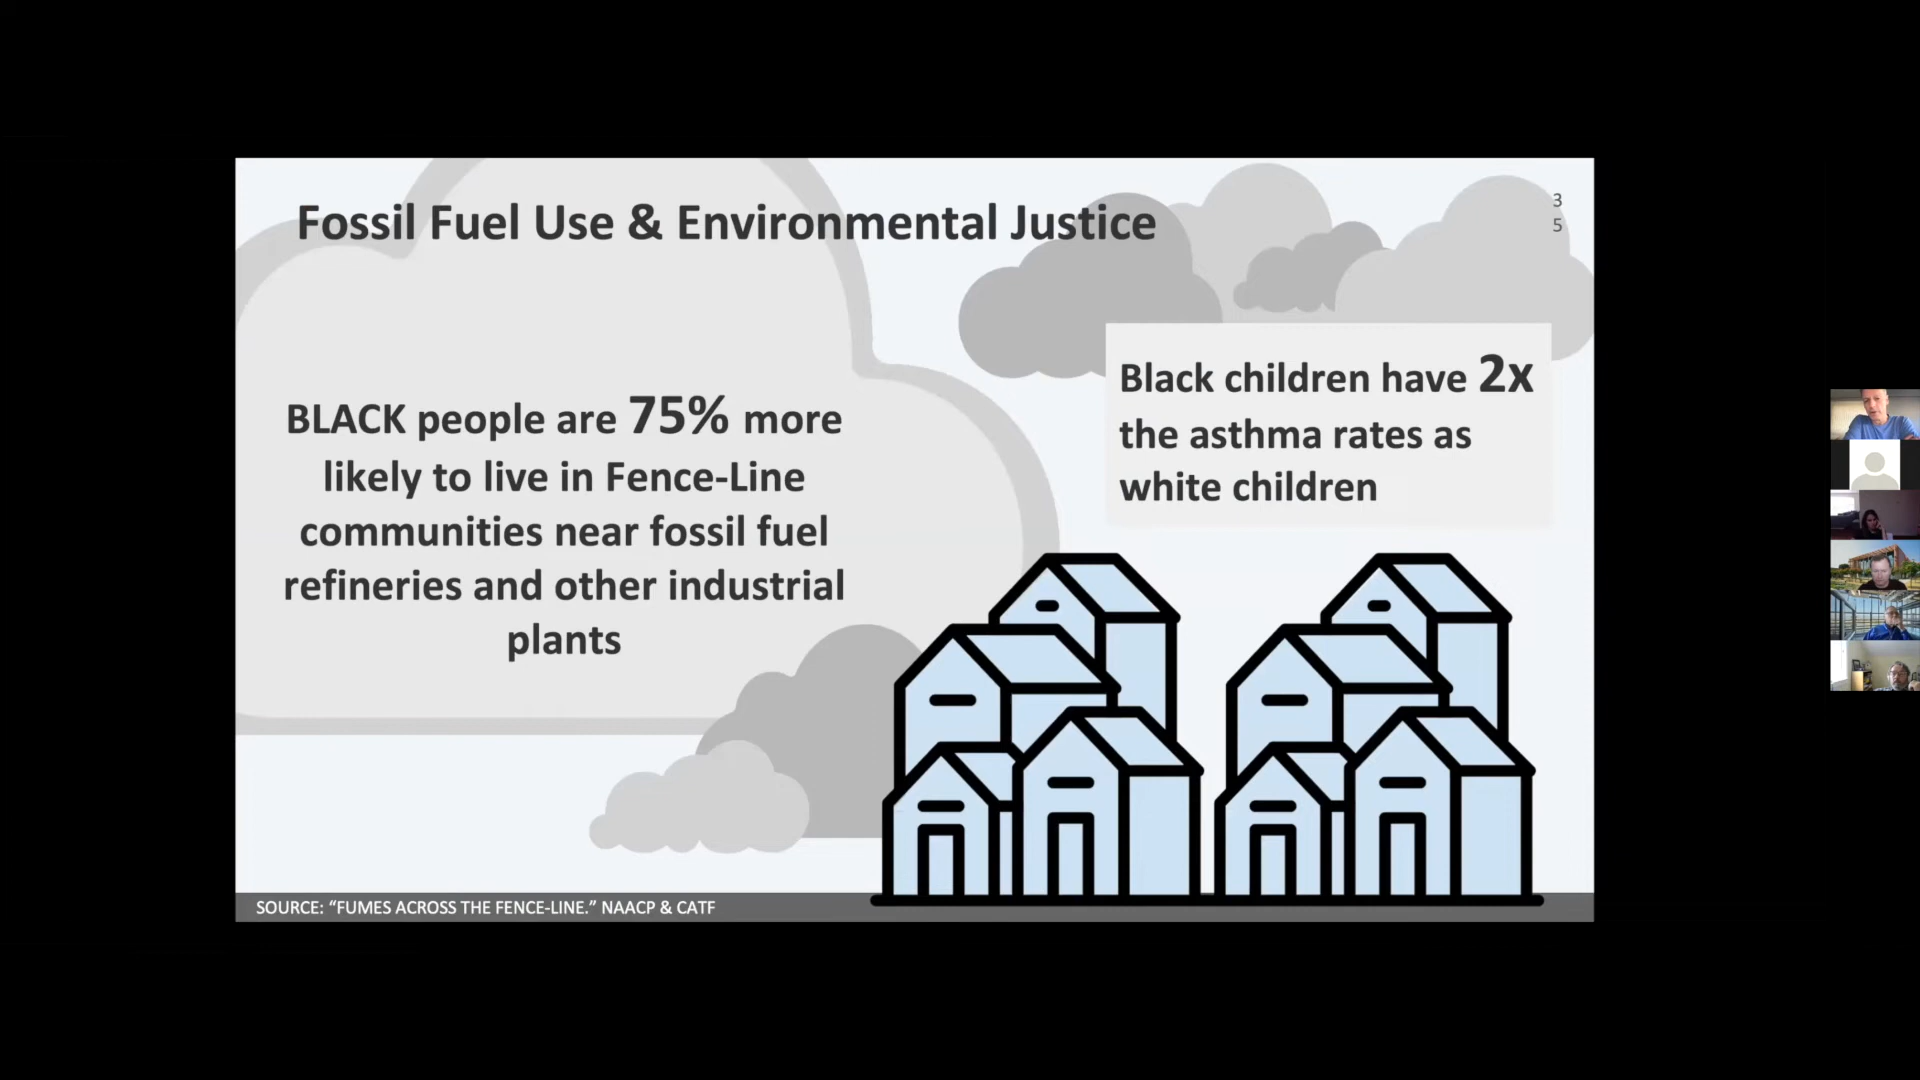 Fossil Fuel Use & Environmental Justice
3
5
BLACK people are 75% more
likely to live in Fence-Line
communities near fossil fuel
refineries and other industrial
plants
Black children have 2x
the asthma rates as
white children
SOURCE: “FUMES ACROSS THE FENCE-LINE.” NAACP & CATF